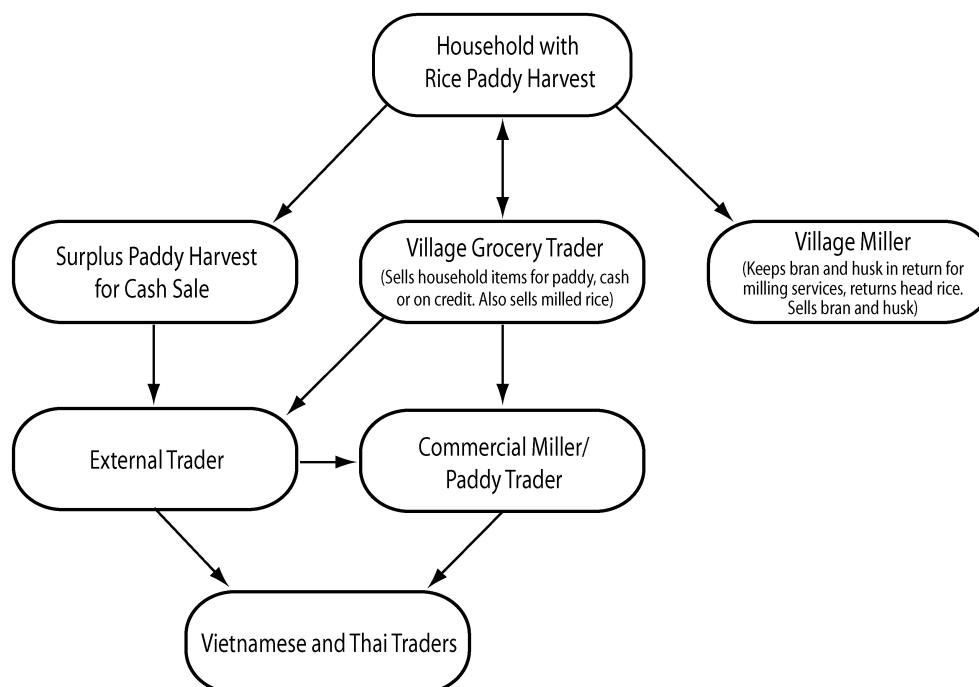 Household with
Rice Paddy Harvest
Surplus Paddy Harvest
for Cash Sale
Village Grocery Trader
(Sells household items for paddy, cash
or on credit. Also sells milled rice)
Village Miller
(Keeps bran and husk in return for
milling services, returns head rice.
Sells bran and husk)
External Trader
Commercial Miller/
Paddy Trader
Vietnamese and Thai Traders